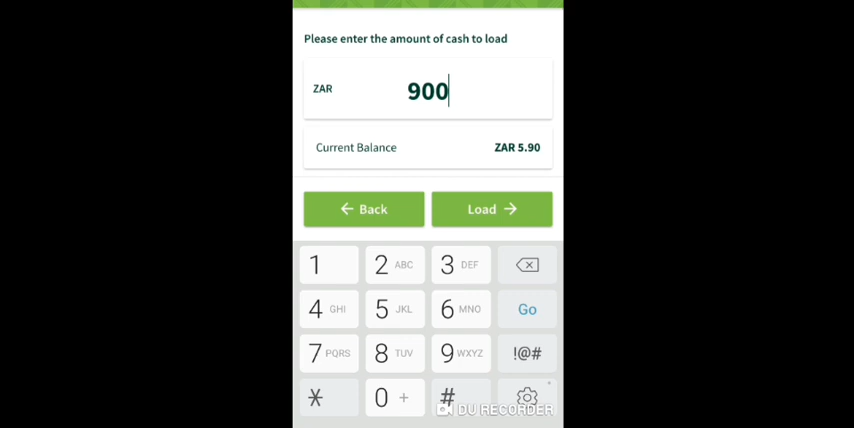 Please enter the amount of cash to load
ZAR 900
Current Balance ZAR 5.90
← Back Load →
1 2 ABC 3 DEF
4 GHI 5 JKL 6 MNO Go
7 PQRS 8 TUV 9 WXYZ !@#
* 0 + #
DU RECORDER